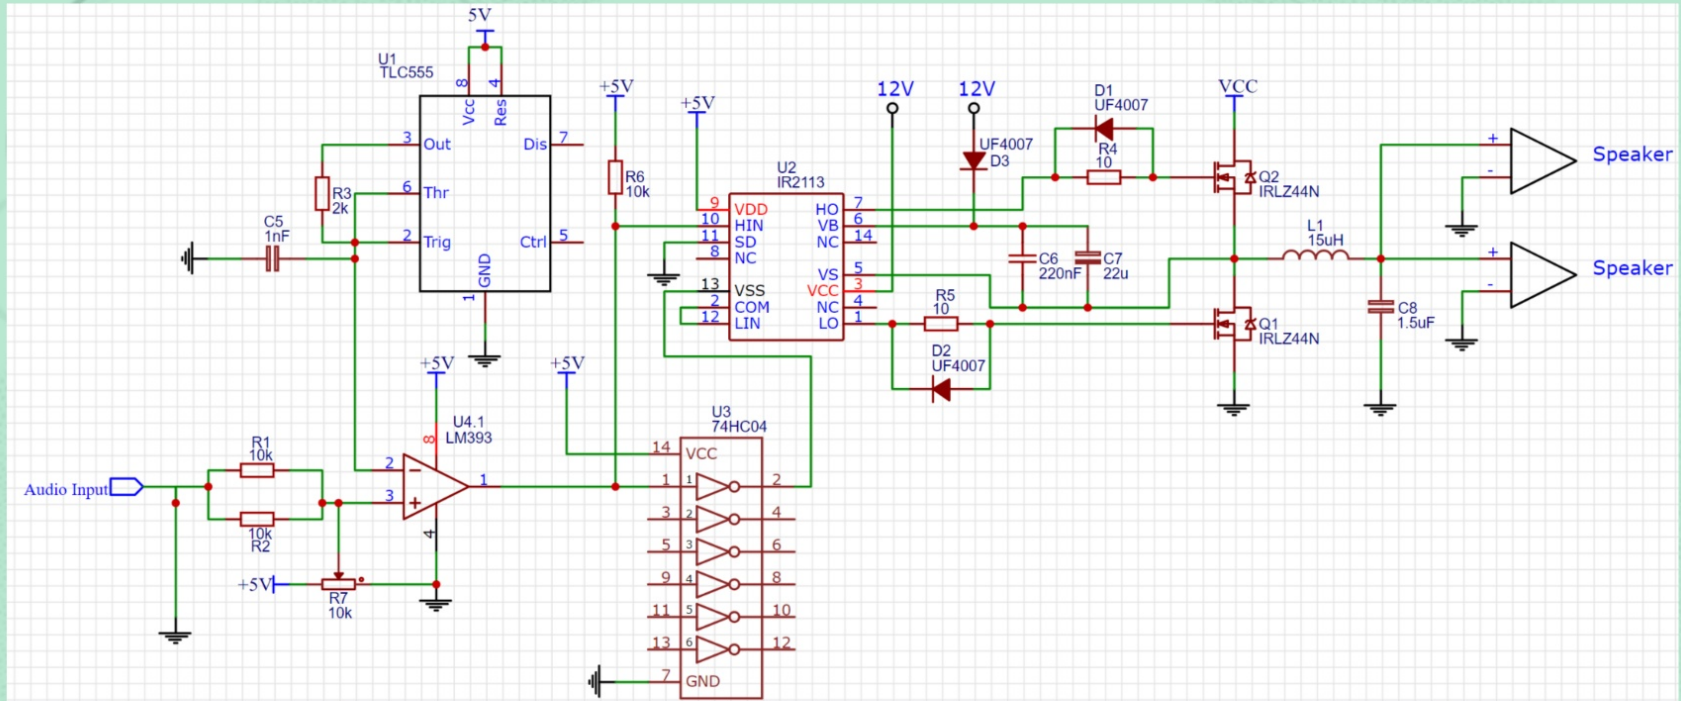 5V
U1
TLC555
8
4
Vcc
Res
3
Out
Dis
7
6
Thr
2
Trig
Ctrl
5
GND
1
R3
2k
C5
1nF
+5V
R6
10k
+5V
U2
IR2113
9
VDD
HO
7
10
HIN
VB
6
11
SD
NC
14
8
NC
VS
5
13
VSS
VCC
3
2
COM
NC
4
12
LIN
LO
1
12V
12V
UF4007
D3
D1
UF4007
R4
10
VCC
Q2
IRLZ44N
C6
220nF
C7
22u
R5
10
D2
UF4007
Q1
IRLZ44N
L1
15uH
C8
1.5uF
+
-
Speaker
+
-
Speaker
+5V
U4.1
LM393
8
2
3
1
4
Audio Input
R1
10k
10k
R2
+5V
R7
10k
+5V
U3
74HC04
14
VCC
1
1
2
3
2
4
5
3
6
9
4
8
11
5
10
13
6
12
7
GND